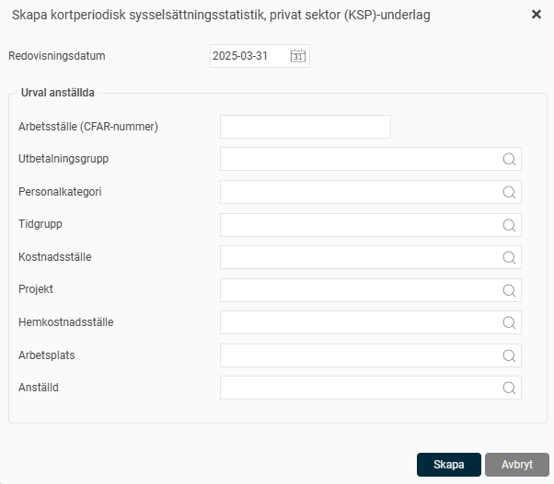 Skapa kortperiodisk sysselsättningsstatistik, privat sektor (KSP)-underlag
Redovisningsdatum 2025-03-31
Urval anställda
Arbetsställe (CFAR-nummer)
Utbetalningsgrupp
Personalkategori
Tidgrupp
Kostnadsställe
Projekt
Hemkostnadsställe
Arbetsplats
Anställd
Skapa Avbryt